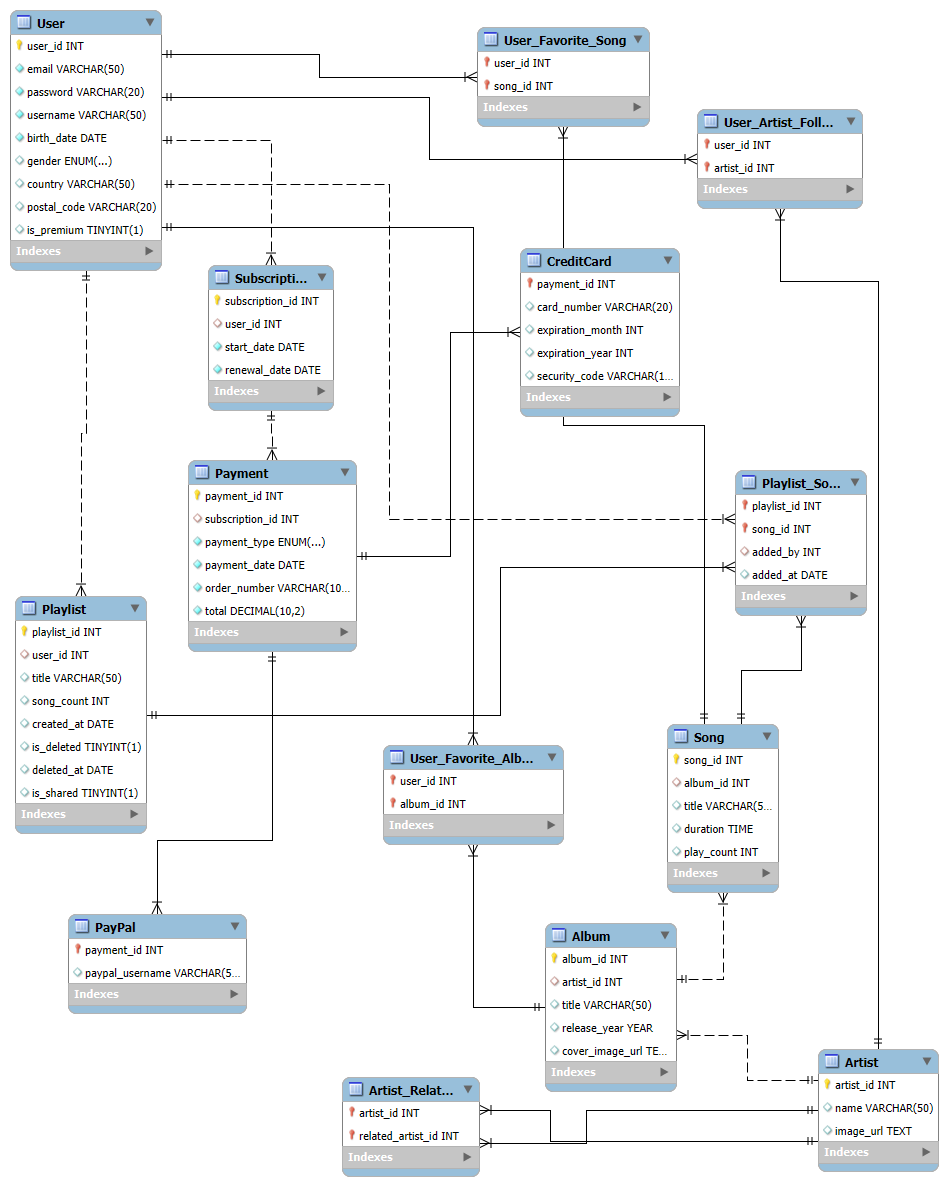 User
user_id INT
email VARCHAR(50)
password VARCHAR(20)
username VARCHAR(50)
birth_date DATE
gender ENUM(...)
country VARCHAR(50)
postal_code VARCHAR(20)
is_premium TINYINT(1)
Indexes
User_Favorite_Song
user_id INT
song_id INT
Indexes
User_Artist_Foll...
user_id INT
artist_id INT
Indexes
Subscripti...
subscription_id INT
user_id INT
start_date DATE
renewal_date DATE
Indexes
CreditCard
payment_id INT
card_number VARCHAR(20)
expiration_month INT
expiration_year INT
security_code VARCHAR(1...
Indexes
Payment
payment_id INT
subscription_id INT
payment_type ENUM(...)
payment_date DATE
order_number VARCHAR(10...
total DECIMAL(10,2)
Indexes
Playlist_So...
playlist_id INT
song_id INT
added_by INT
added_at DATE
Indexes
Playlist
playlist_id INT
user_id INT
title VARCHAR(50)
song_count INT
created_at DATE
is_deleted TINYINT(1)
deleted_at DATE
is_shared TINYINT(1)
Indexes
User_Favorite_Alb...
user_id INT
album_id INT
Indexes
Song
song_id INT
album_id INT
title VARCHAR(5...
duration TIME
play_count INT
Indexes
PayPal
payment_id INT
paypal_username VARCHAR(5...
Indexes
Album
album_id INT
artist_id INT
title VARCHAR(50)
release_year YEAR
cover_image_url TE...
Indexes
Artist_Relat...
artist_id INT
related_artist_id INT
Indexes
Artist
artist_id INT
name VARCHAR(50)
image_url TEXT
Indexes